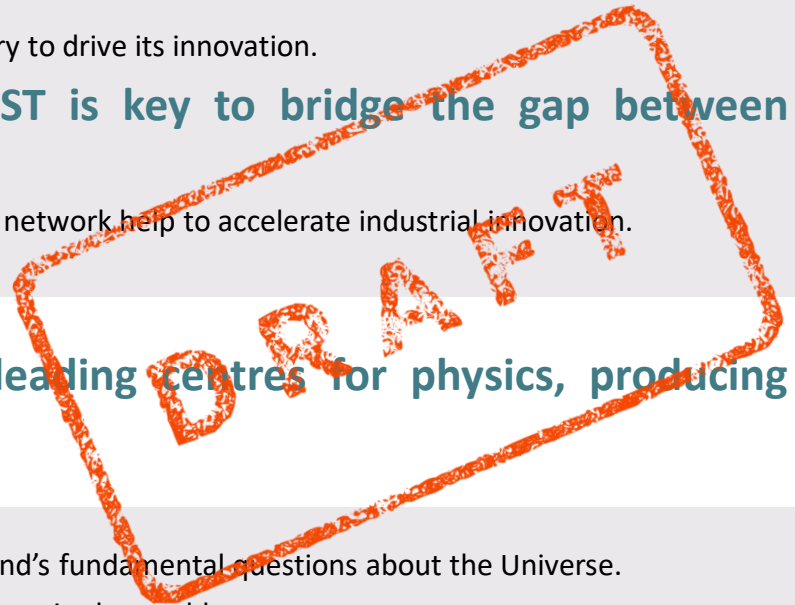 ry to drive its innovation.
ST is key to bridge the gap between
network help to accelerate industrial innovation.
DRAFT
leading centres for physics, producing
nd's fundamental questions about the Universe.